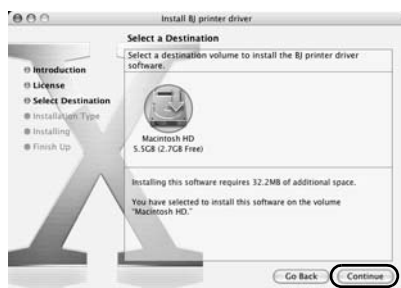 Install BJ printer driver
Select a Destination
Select a destination volume to install the BJ printer driver
software.
Introduction
License
Select Destination
Installation Type
Installing
Finish Up
Macintosh HD
5.5GB (2.7GB Free)
Installing this software requires 32.2MB of additional space.
You have selected to install this software on the volume
"Macintosh HD."
Go Back
Continue